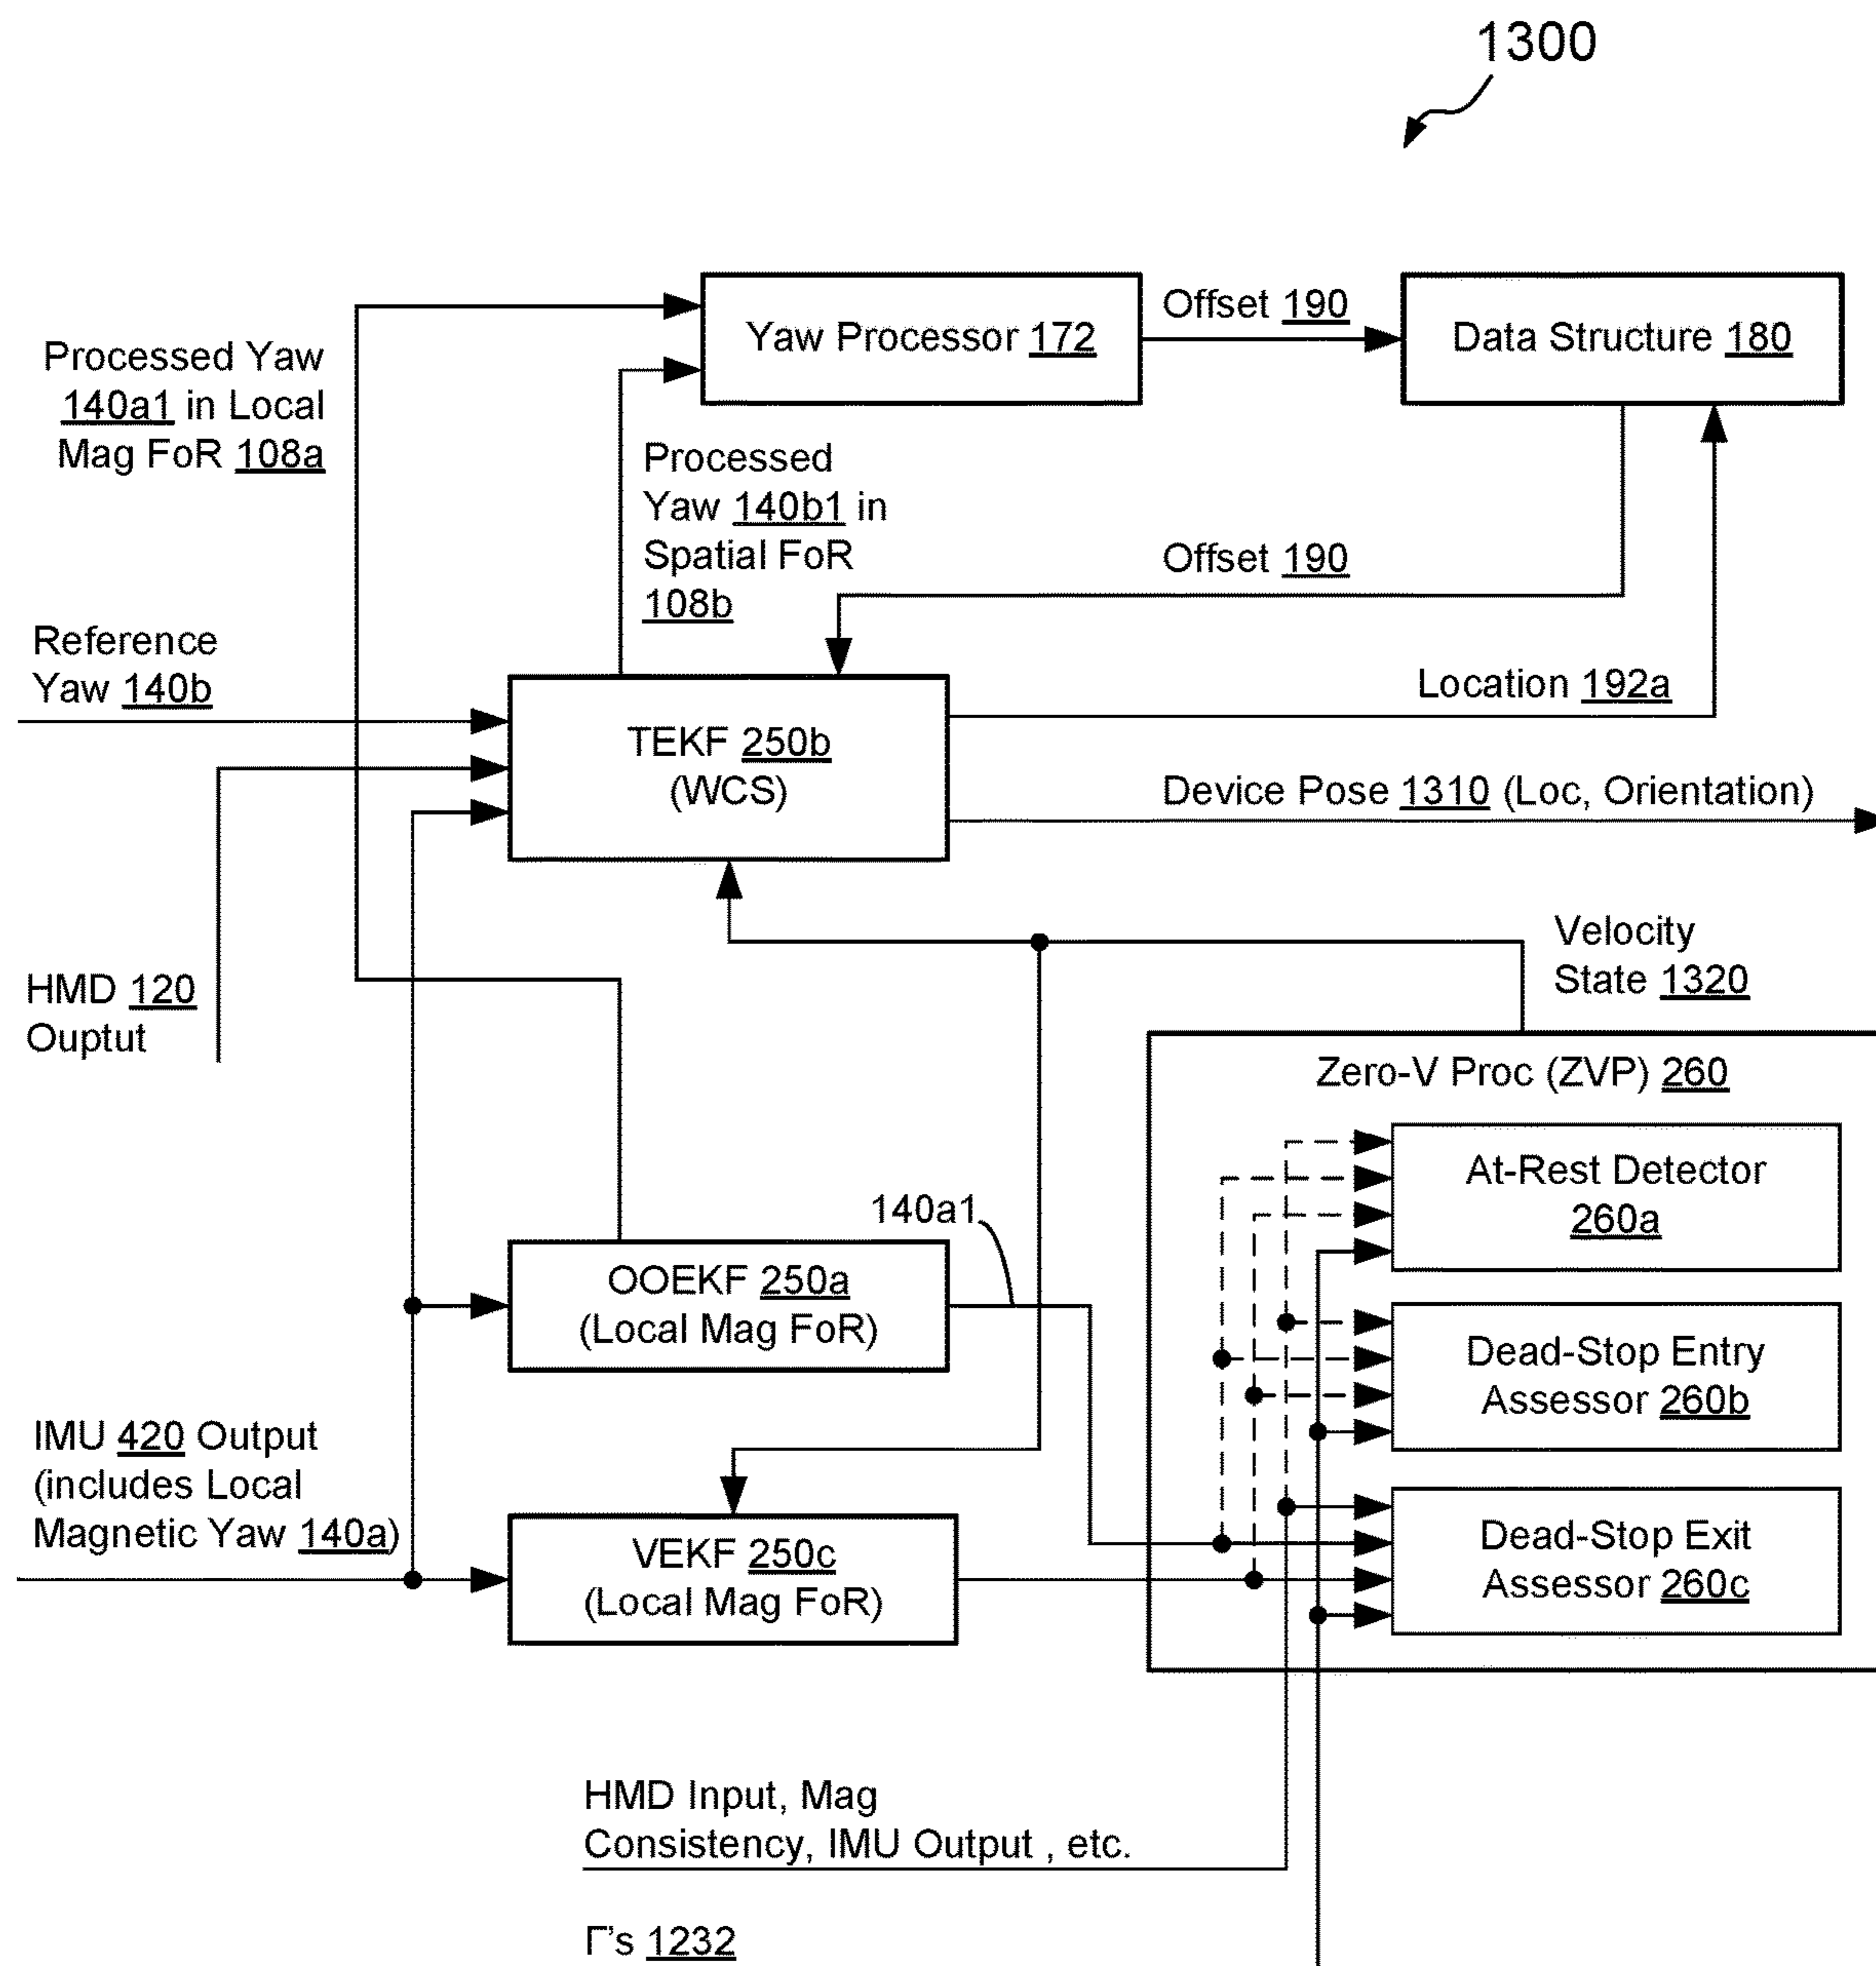 1300
Yaw Processor 172
Offset 190
Data Structure 180
Processed Yaw
140a1 in Local
Mag FoR 108a
Processed
Yaw 140b1 in
Spatial FoR
108b
Offset 190
Reference
Yaw 140b
Location 192a
TEKF 250b
(WCS)
Device Pose 1310 (Loc, Orientation)
HMD 120
Ouptut
Velocity
State 1320
Zero-V Proc (ZVP) 260
At-Rest Detector
260a
140a1
OOEKF 250a
(Local Mag FoR)
Dead-Stop Entry
Assessor 260b
IMU 420 Output
(includes Local
Magnetic Yaw 140a)
VEKF 250c
(Local Mag FoR)
Dead-Stop Exit
Assessor 260c
HMD Input, Mag
Consistency, IMU Output , etc.
Γ's 1232